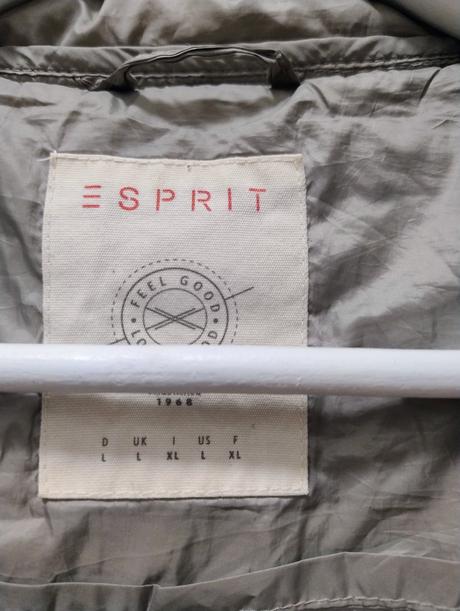 ESPRIT
• FEEL GOOD •
1968
D UK I US F
L L XL L XL